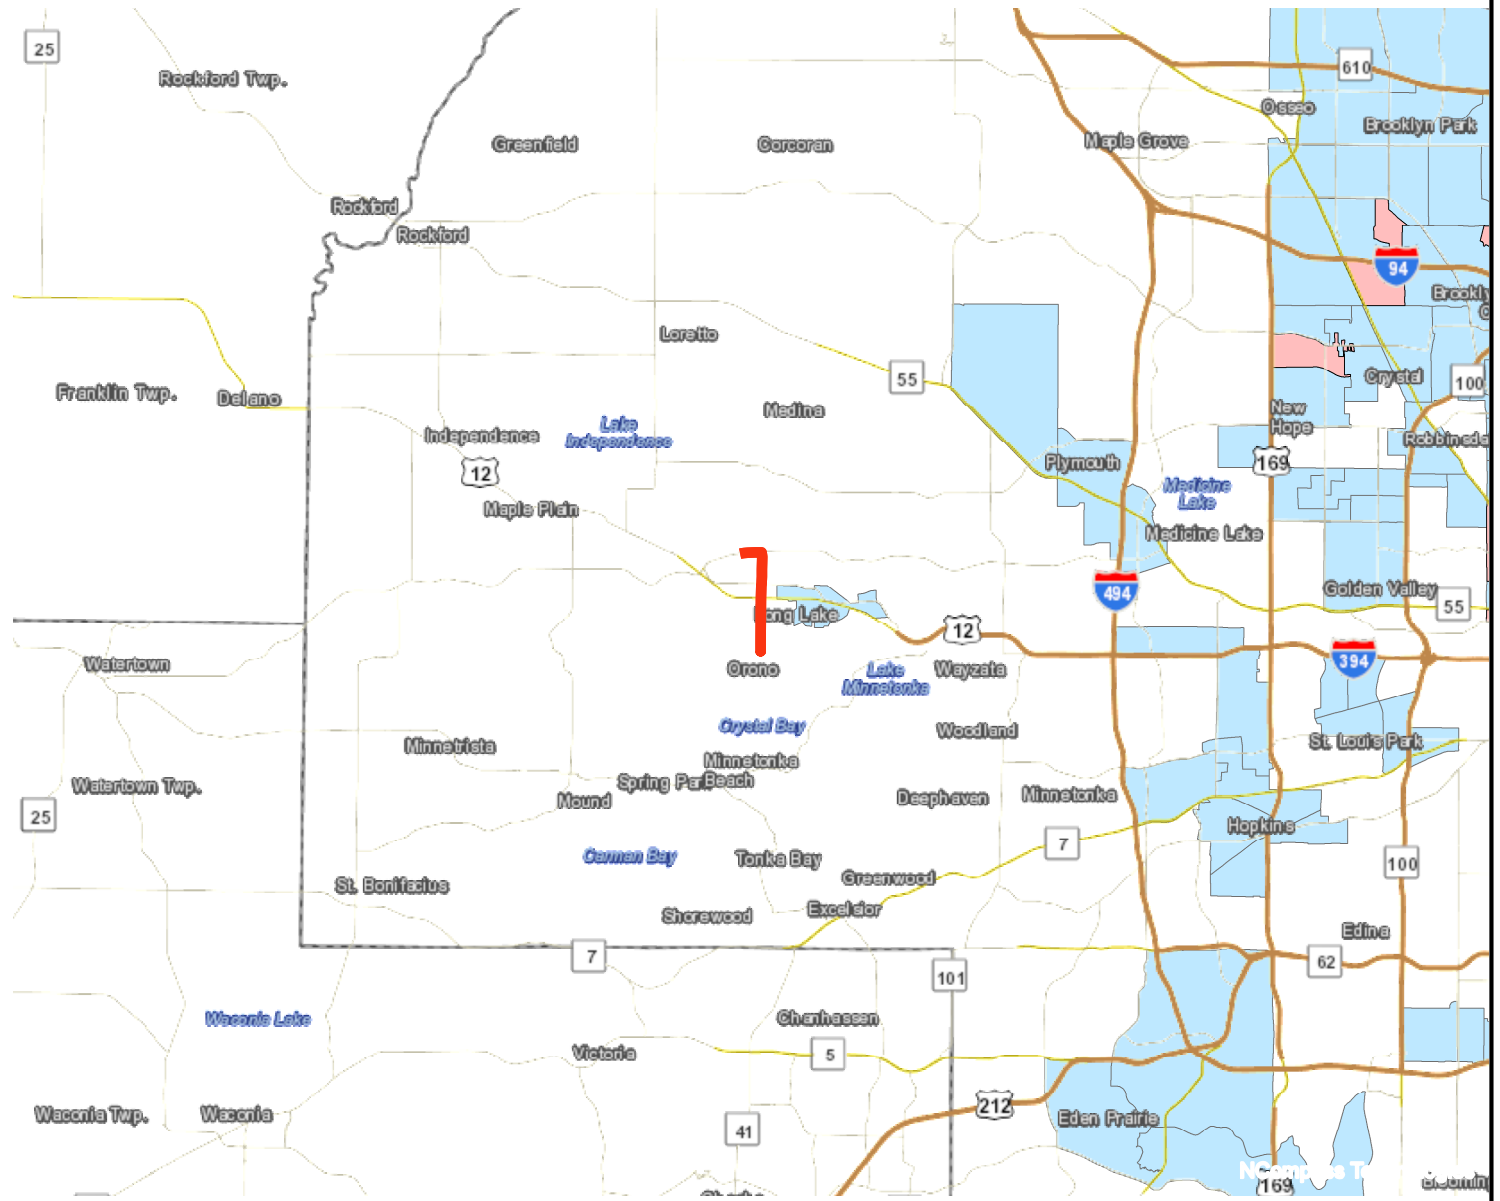 25
Rockford Twp.
610
Osseo
Brooklyn Park
Greenfield
Corcoran
Maple Grove
Rockford
Rockford
94
Loretto
55
Crystal
100
Franklin Twp.
Delano
Medina
New
Hope
Lake
Independence
Independence
Plymouth
169
12
Medicine
Lake
Maple Plain
Medicine Lake
494
Golden Valley
55
Long Lake
12
394
Watertown
Orono
Lake
Minnetonka
Wayzata
Crystal Bay
Woodland
St. Louis Park
Minnetrista
Minnetonka
Beach
Spring Park
Watertown Twp.
Mound
Deephaven
Minnetonka
25
Hopkins
7
Carman Bay
Tonka Bay
100
St. Bonifacius
Greenwood
Shorewood
Excelsior
Edina
7
62
101
Waconia Lake
Chanhassen
Victoria
5
212
Waconia Twp.
Waconia
41
Eden Prairie
169